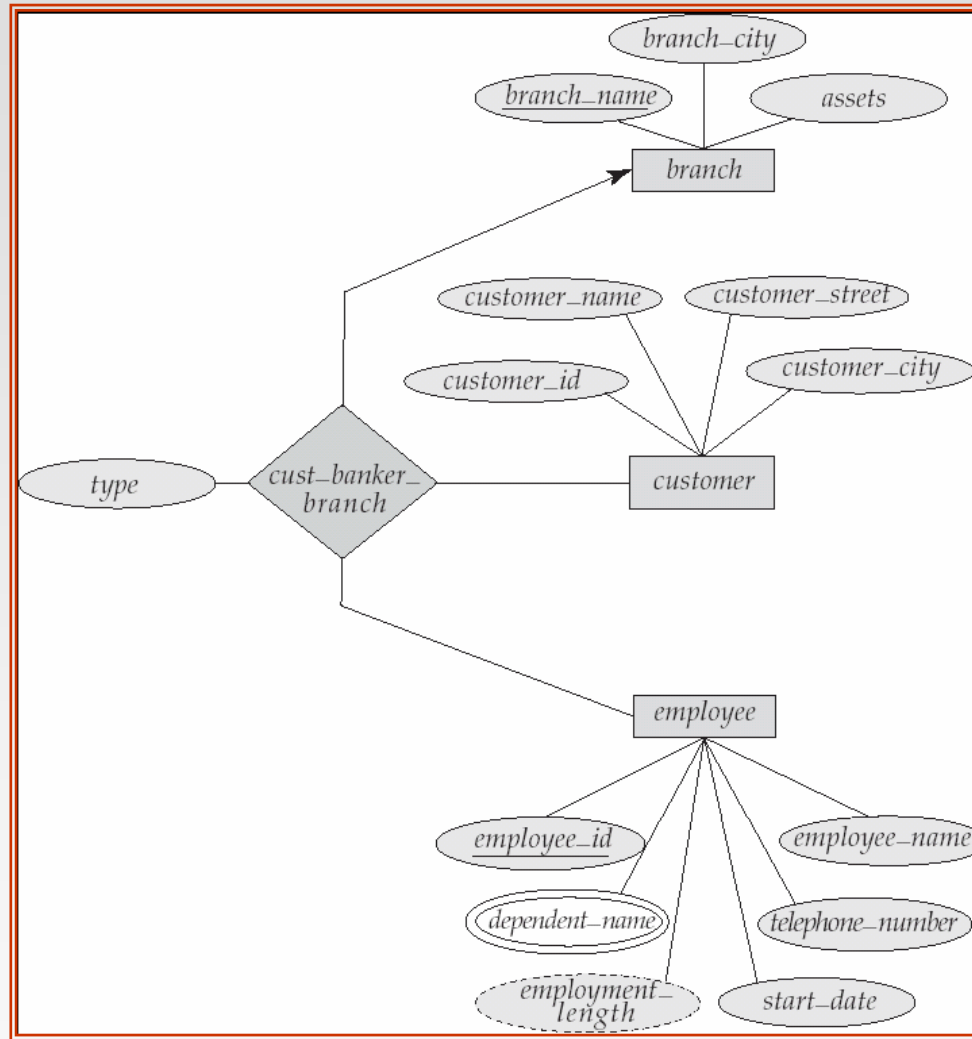 branch_city
branch_name
assets
branch
customer_name
customer_street
customer_id
customer_city
type
cust_banker_
branch
customer
employee
employee_id
employee_name
dependent_name
telephone_number
employment_
length
start_date